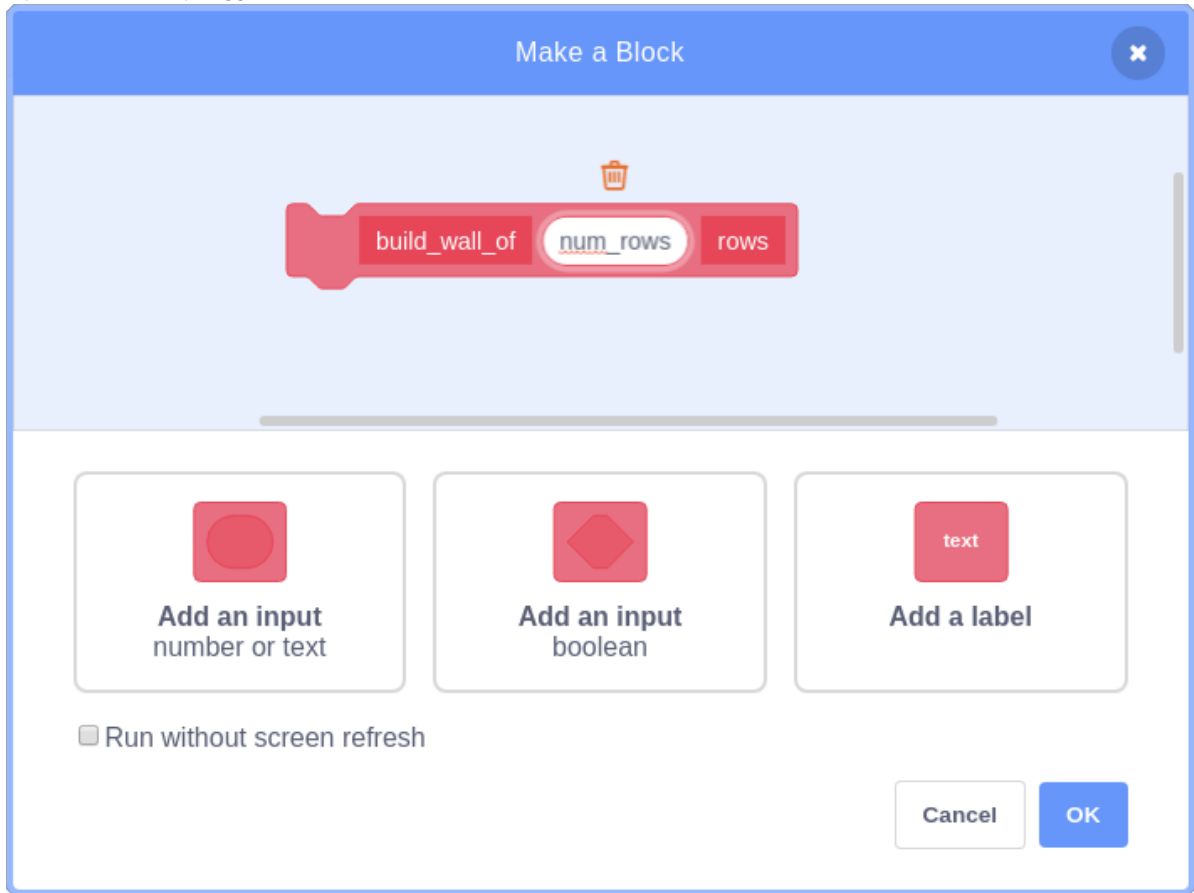 Make a Block
build_wall_of num_rows rows
text
Add an input
number or text
Add an input
boolean
Add a label
Run without screen refresh
Cancel OK